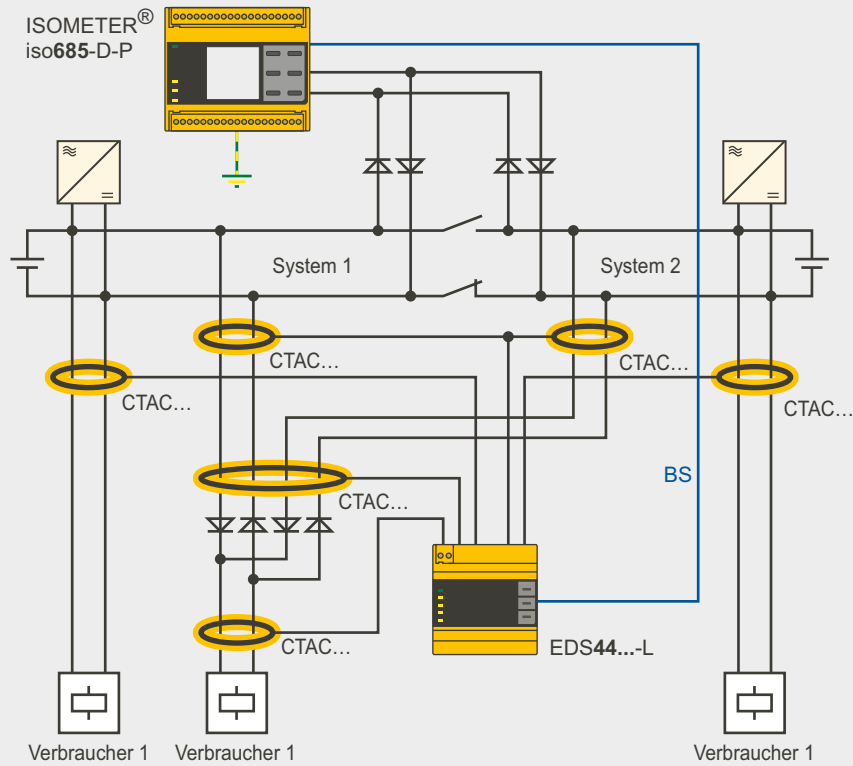 ISOMETER®
iso685-D-P
System 1
System 2
CTAC...
CTAC...
CTAC...
CTAC...
CTAC...
BS
CTAC...
EDS44...-L
Verbraucher 1
Verbraucher 1
Verbraucher 1